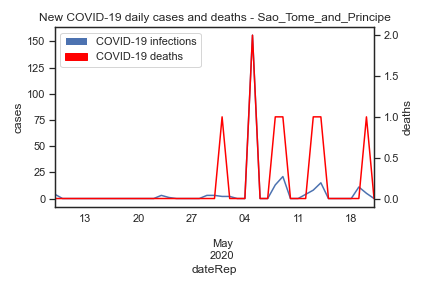 New COVID-19 daily cases and deaths - Sao_Tome_and_Principe
COVID-19 infections
COVID-19 deaths
cases
150
125
100
75
50
25
0
deaths
2.0
1.5
1.0
0.5
0.0
13 20 27 04 11 18
May
2020
dateRep